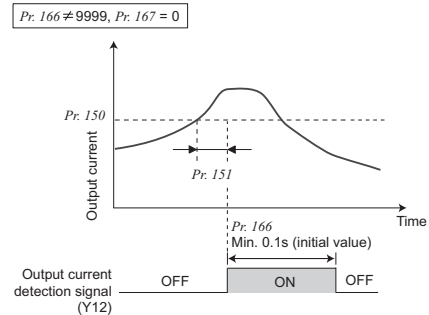 Pr. 166 ≠ 9999, Pr. 167 = 0
Pr. 150
Output current
Pr. 151
Time
Pr. 166
Min. 0.1s (initial value)
Output current
detection signal
(Y12)
OFF
ON
OFF